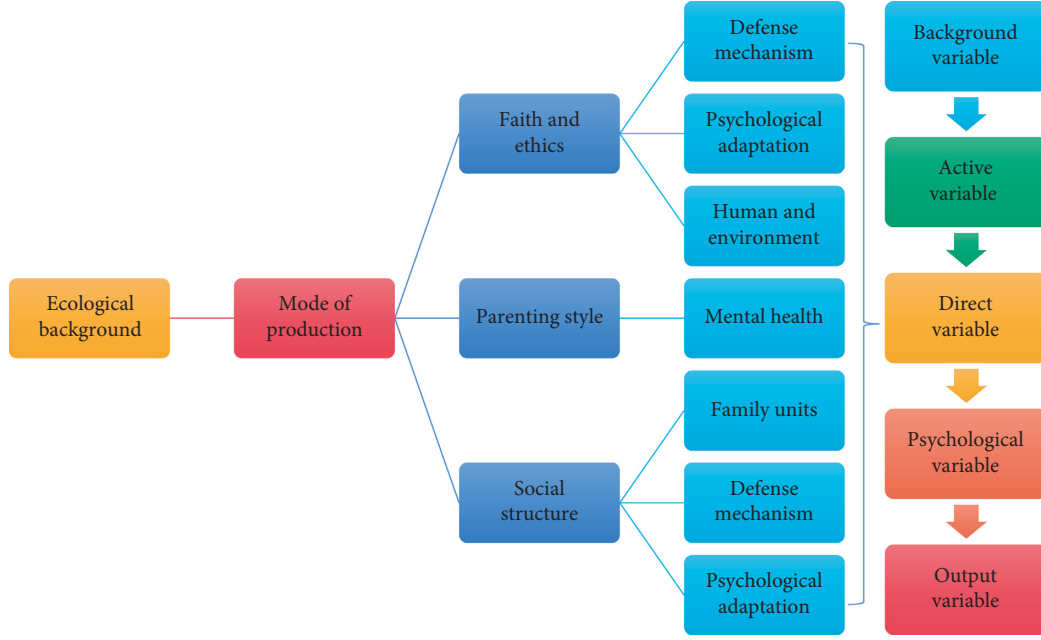 Ecological
background
Mode of
production
Faith and
ethics
Parenting style
Social
structure
Defense
mechanism
Psychological
adaptation
Human and
environment
Mental health
Family units
Defense
mechanism
Psychological
adaptation
Background
variable
Active
variable
Direct
variable
Psychological
variable
Output
variable